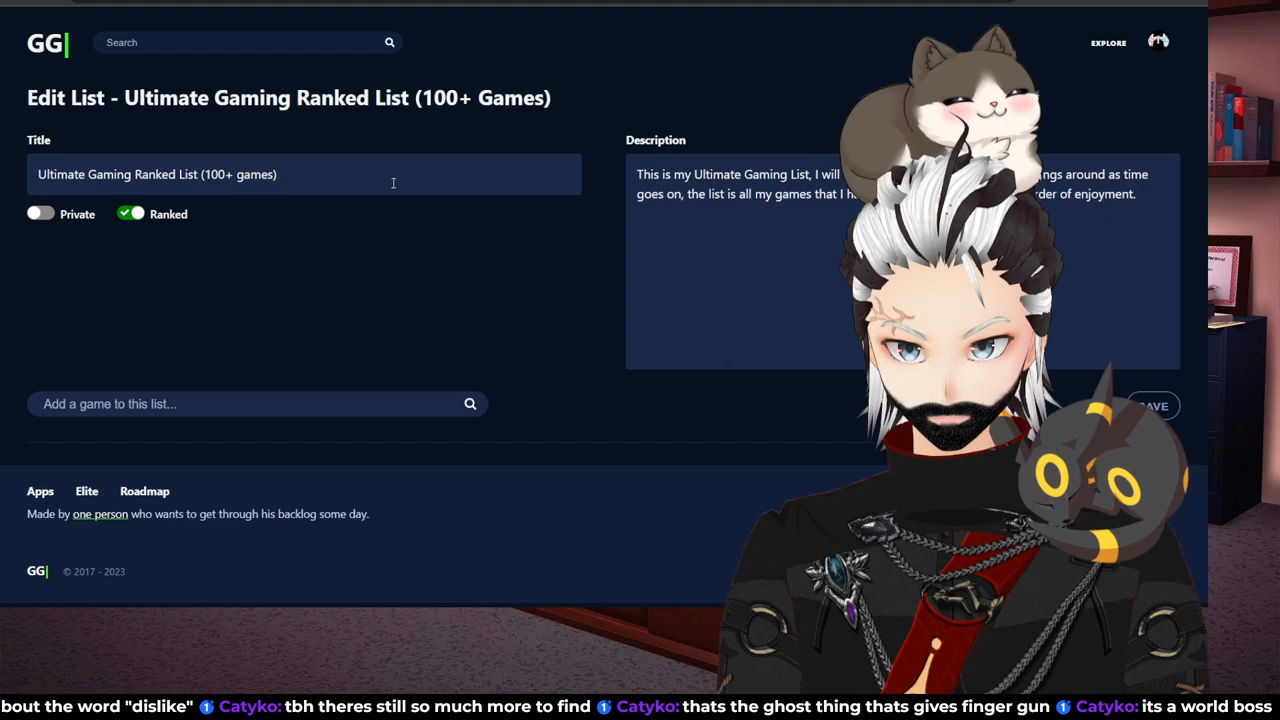 GG|
Search
EXPLORE
Edit List - Ultimate Gaming Ranked List (100+ Games)
Title
Ultimate Gaming Ranked List (100+ games)
Private
Ranked
Description
This is my Ultimate Gaming List, I will ngs around as time
goes on, the list is all my games that I rder of enjoyment.
Add a game to this list...
AVE
Apps Elite Roadmap
Made by one person who wants to get through his backlog some day.
GG| © 2017 - 2023
bout the word "dislike" Catyko: tbh theres still so much more to find Catyko: thats the ghost thing thats gives finger gun Catyko: its a world boss